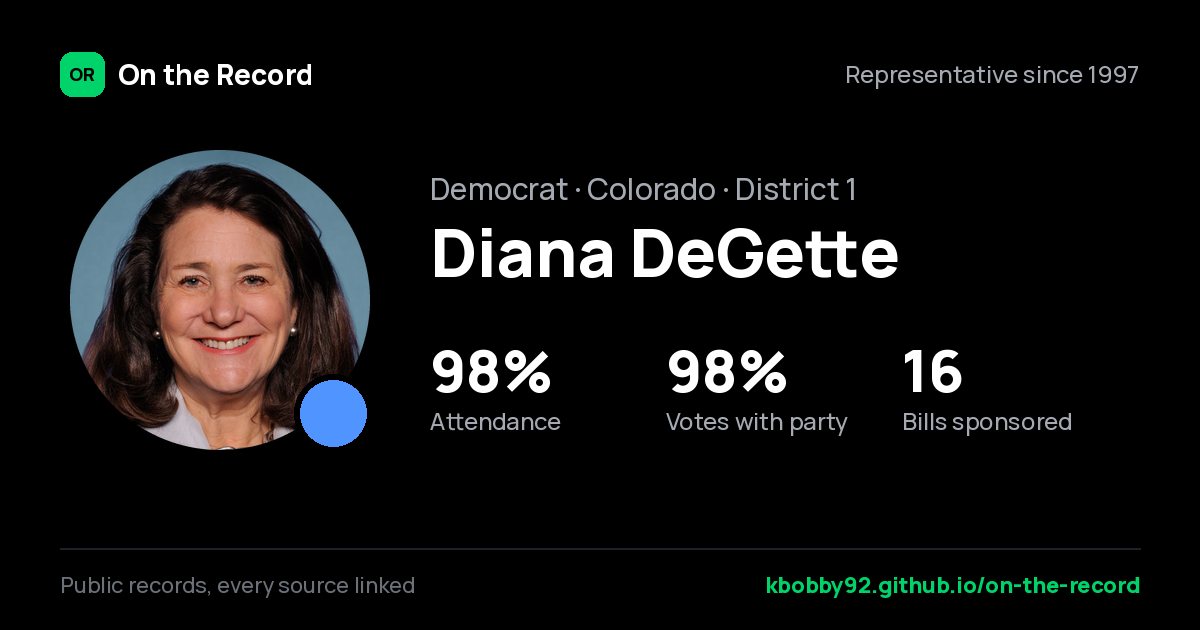 OR On the Record
Representative since 1997
Democrat · Colorado · District 1
Diana DeGette
98% 98% 16
Attendance Votes with party Bills sponsored
Public records, every source linked
kbobby92.github.io/on-the-record